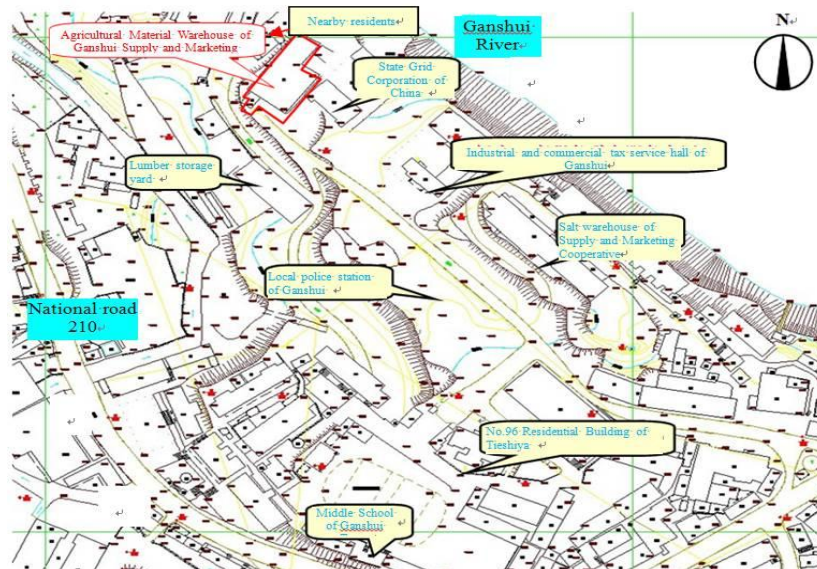 Nearby residents
Agricultural Material Warehouse of
Ganshui Supply and Marketing
Ganshui
River
N
State Grid
Corporation of
China
Lumber storage
yard
Industrial and commercial tax service hall of
Ganshui
Salt warehouse of
Supply and Marketing
Cooperative
Local police station
of Ganshui
National road
210
No.96 Residential Building of
Tieshiya
Middle School
of Ganshui